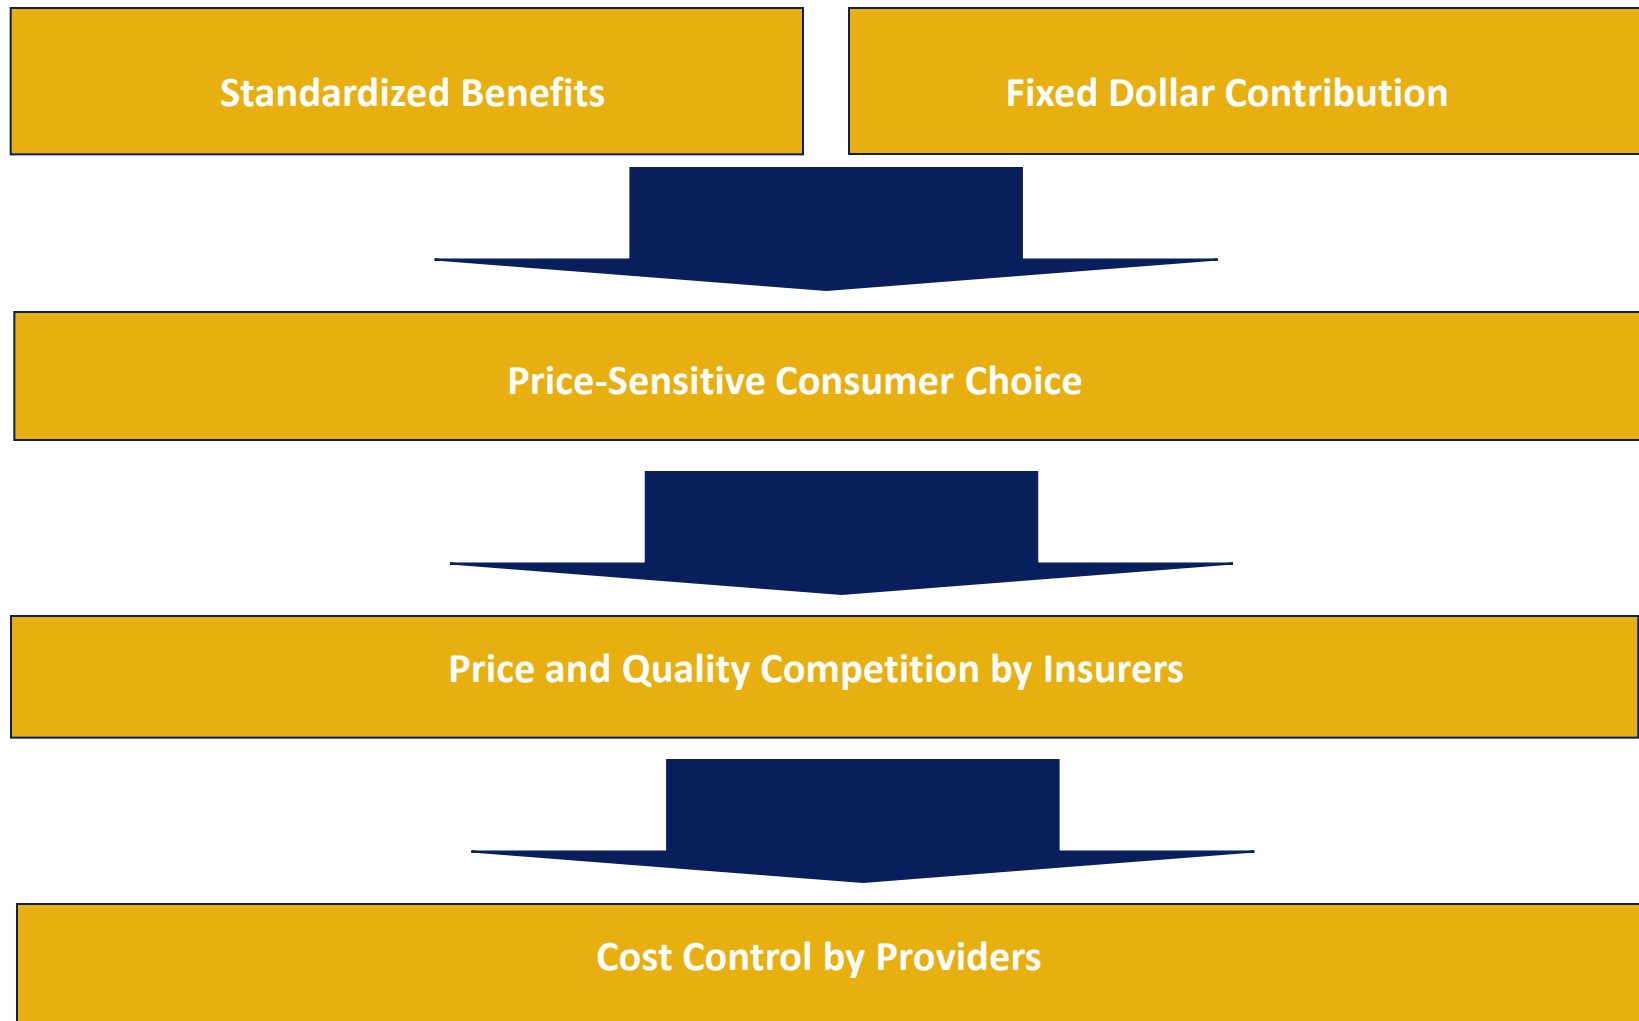 Standardized Benefits
Fixed Dollar Contribution
Price-Sensitive Consumer Choice
Price and Quality Competition by Insurers
Cost Control by Providers